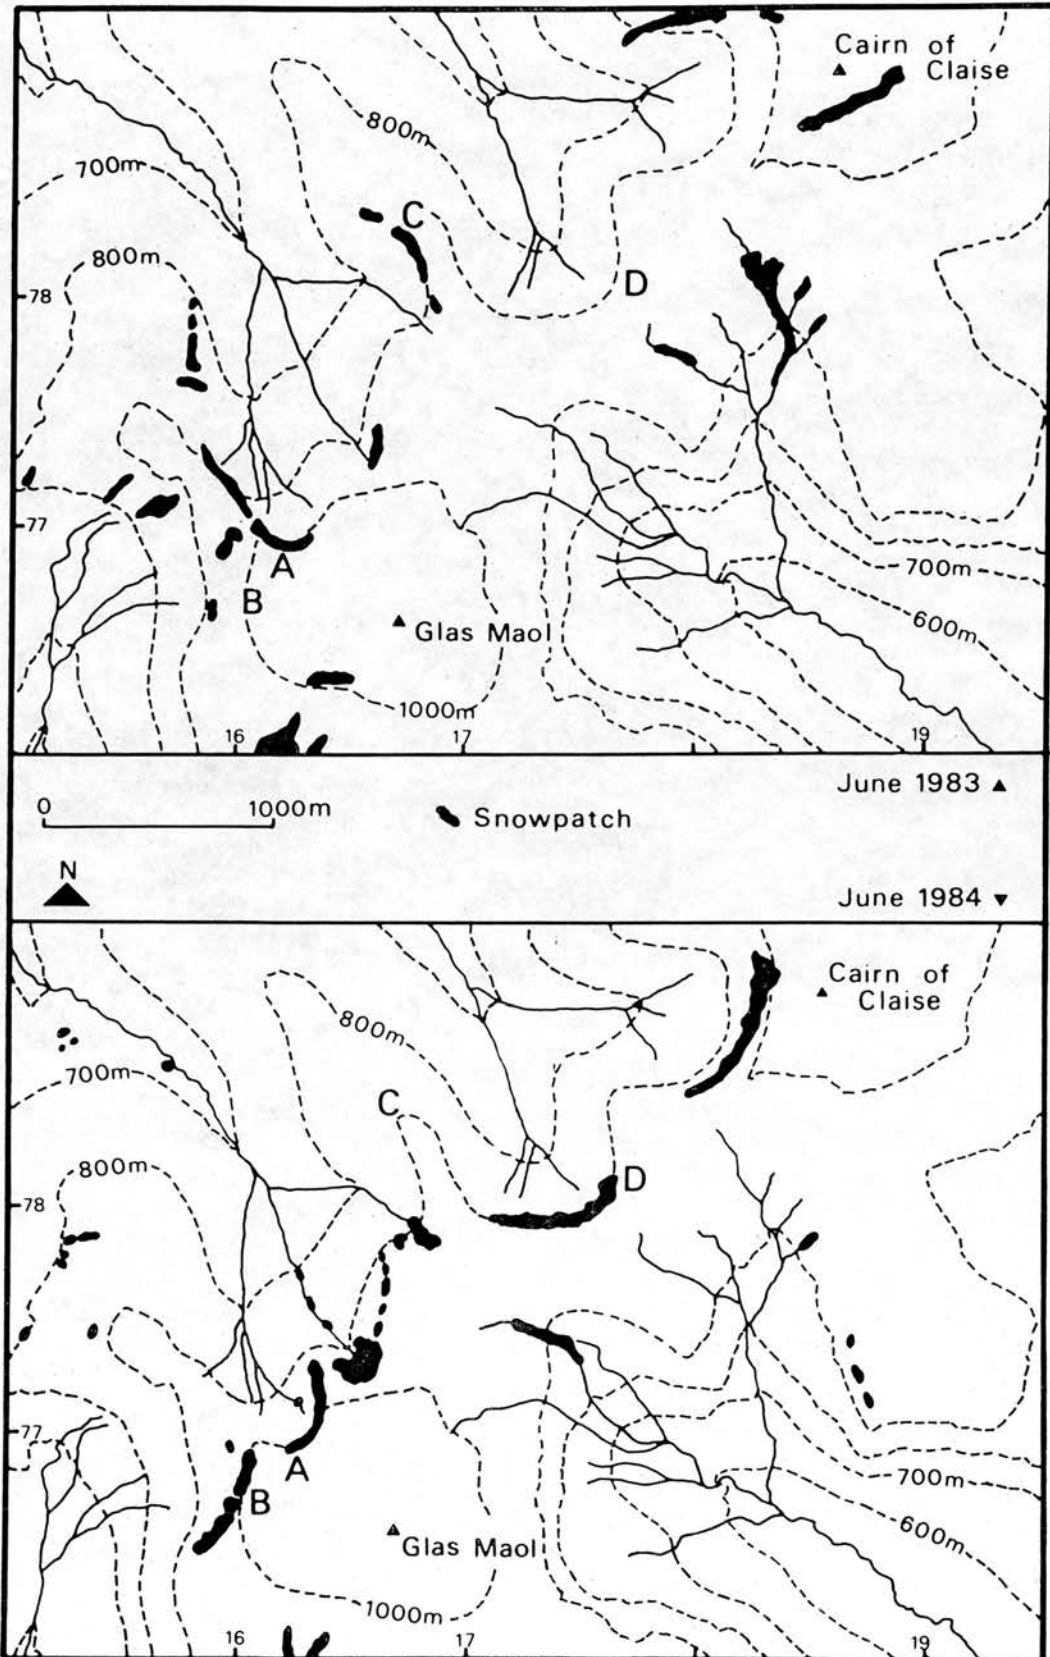 Cairn of
Claise
800m
700m
C
800m
D
78
77
A
700m
B
600m
Glas Maol
1000m
16
17
19
0
1000m
June 1983
Snowpatch
N
June 1984
Cairn of
Claise
800m
700m
C
800m
D
78
77
A
700m
B
600m
Glas Maol
1000m
16
17
19